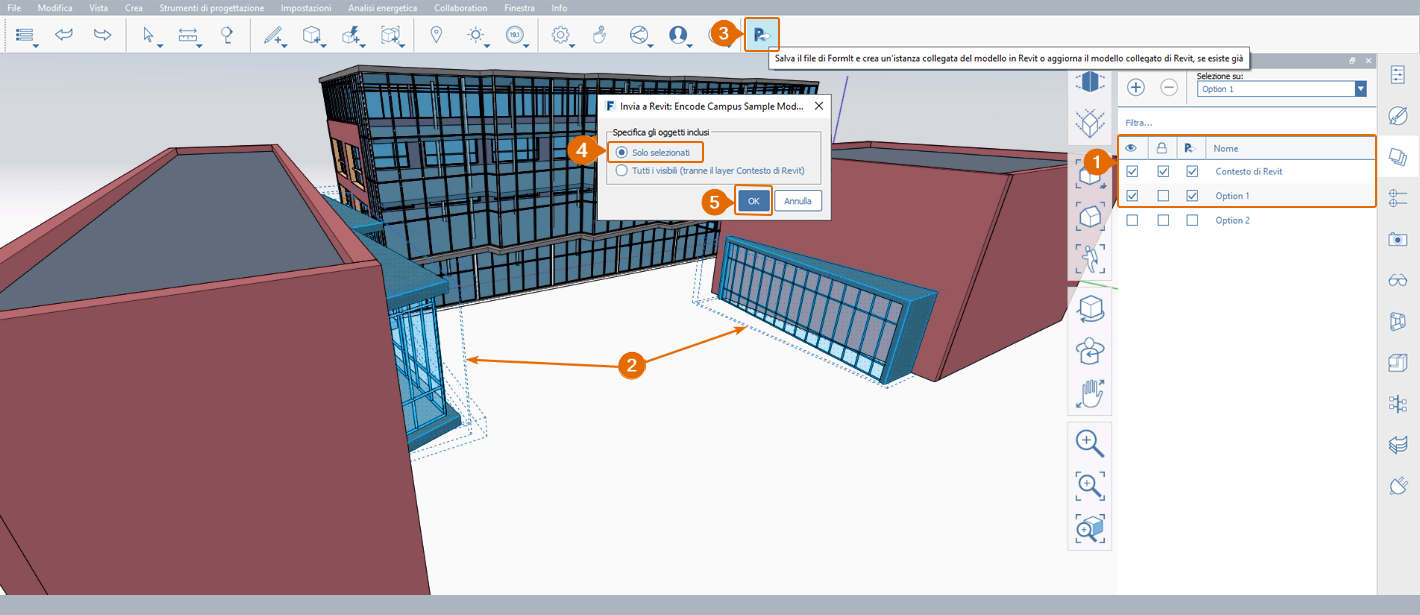 File Modifica Vista Crea Strumenti di progettazione Impostazioni Analisi energetica Collaboration Finestra Info
19.1
3
Salva il file di FormIt e crea un'istanza collegata del modello in Revit o aggiorna il modello collegato di Revit, se esiste già
Selezione su:
Option 1
Filtra...
1
Nome
Contesto di Revit
Option 1
Option 2
F Invia a Revit: Encode Campus Sample Mod...
Specifica gli oggetti inclusi
4
Solo selezionati
Tutti i visibili (tranne il layer Contesto di Revit)
5
OK
Annulla
2